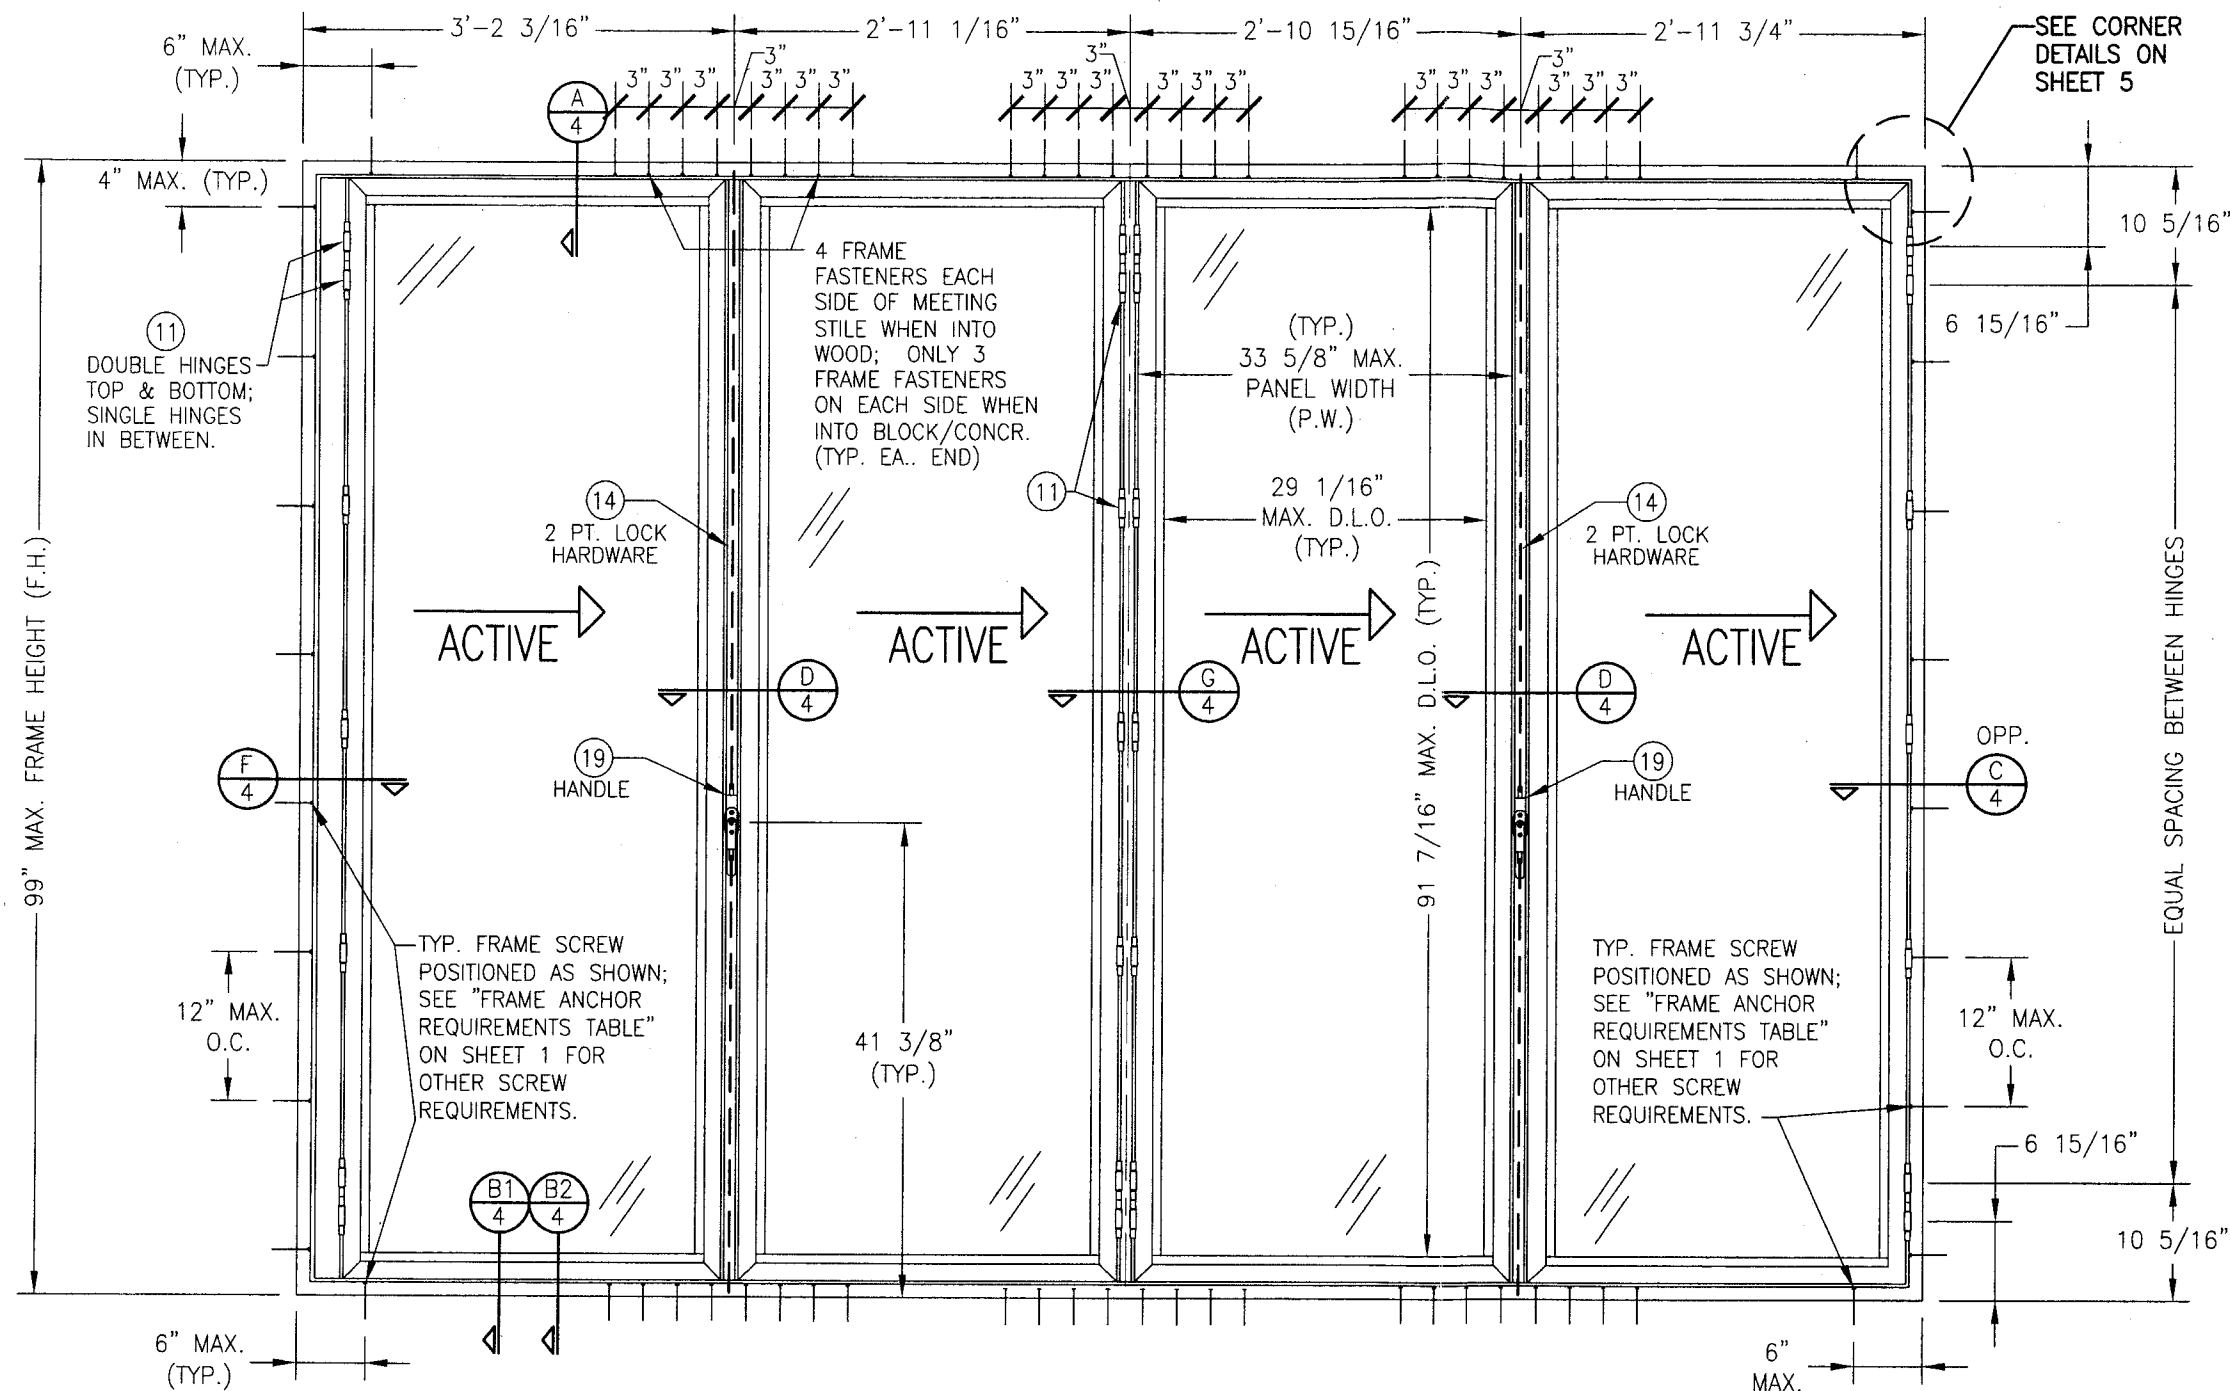 3'-2 3/16"
2'-11 1/16"
2'-10 15/16"
2'-11 3/4"
SEE CORNER
DETAILS ON
SHEET 5
6" MAX.
(TYP.)
3"
3"
3"
3" 3" 3" 3" 3" 3"
3" 3" 3" 3" 3" 3"
3" 3" 3" 3" 3" 3"
A
4
4" MAX. (TYP.)
10 5/16"
6 15/16"
11
DOUBLE HINGES
TOP & BOTTOM;
SINGLE HINGES
IN BETWEEN.
4 FRAME
FASTENERS EACH
SIDE OF MEETING
STILE WHEN INTO
WOOD; ONLY 3
FRAME FASTENERS
ON EACH SIDE WHEN
INTO BLOCK/CONCR.
(TYP. EA.. END)
(TYP.)
33 5/8" MAX.
PANEL WIDTH
(P.W.)
11
29 1/16"
MAX. D.L.O.
(TYP.)
14
2 PT. LOCK
HARDWARE
14
2 PT. LOCK
HARDWARE
99" MAX. FRAME HEIGHT (F.H.)
91 7/16" MAX. D.L.O. (TYP.)
EQUAL SPACING BETWEEN HINGES
ACTIVE
ACTIVE
ACTIVE
ACTIVE
D
4
G
4
D
4
F
4
19
HANDLE
19
HANDLE
OPP.
C
4
TYP. FRAME SCREW
POSITIONED AS SHOWN;
SEE "FRAME ANCHOR
REQUIREMENTS TABLE"
ON SHEET 1 FOR
OTHER SCREW
REQUIREMENTS.
12" MAX.
O.C.
41 3/8"
(TYP.)
TYP. FRAME SCREW
POSITIONED AS SHOWN;
SEE "FRAME ANCHOR
REQUIREMENTS TABLE"
ON SHEET 1 FOR
OTHER SCREW
REQUIREMENTS.
12" MAX.
O.C.
6 15/16"
10 5/16"
B1
4
B2
4
6" MAX.
(TYP.)
6"
MAX.